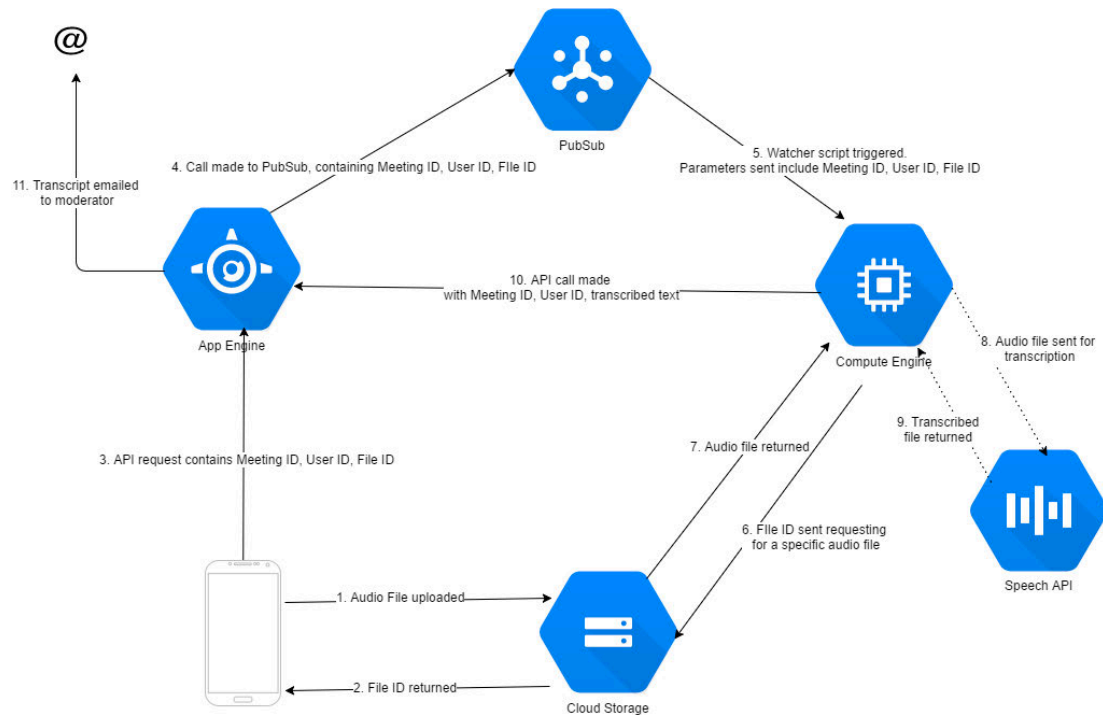 @
PubSub
4. Call made to PubSub, containing Meeting ID, User ID, FIle ID
5. Watcher script triggered.
Parameters sent include Meeting ID, User ID, File ID
11. Transcript emailed
to moderator
10. API call made
with Meeting ID, User ID, transcribed text
App Engine
Compute Engine
8. Audio file sent for
transcription
9. Transcribed
file returned
7. Audio file returned
3. API request contains Meeting ID, User ID, File ID
6. FIle ID sent requesting
for a specific audio file
Speech API
1. Audio File uploaded
2. File ID returned
Cloud Storage